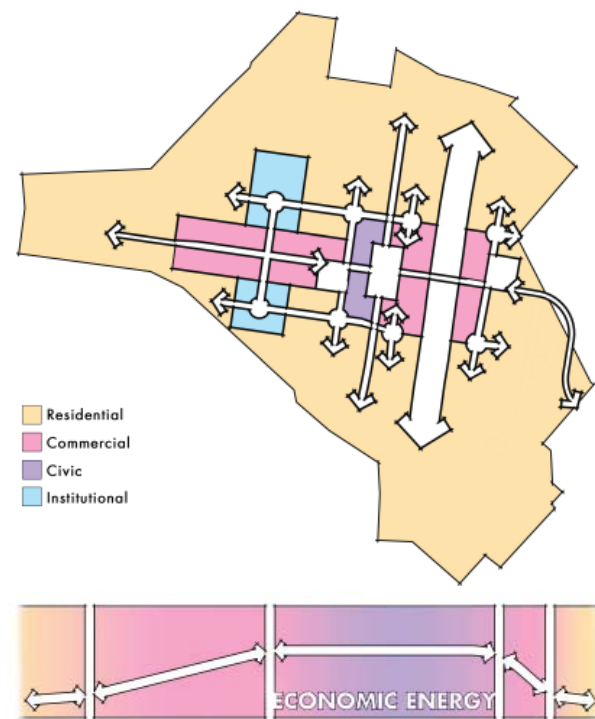 Residential
Commercial
Civic
Institutional
ECONOMIC ENERGY